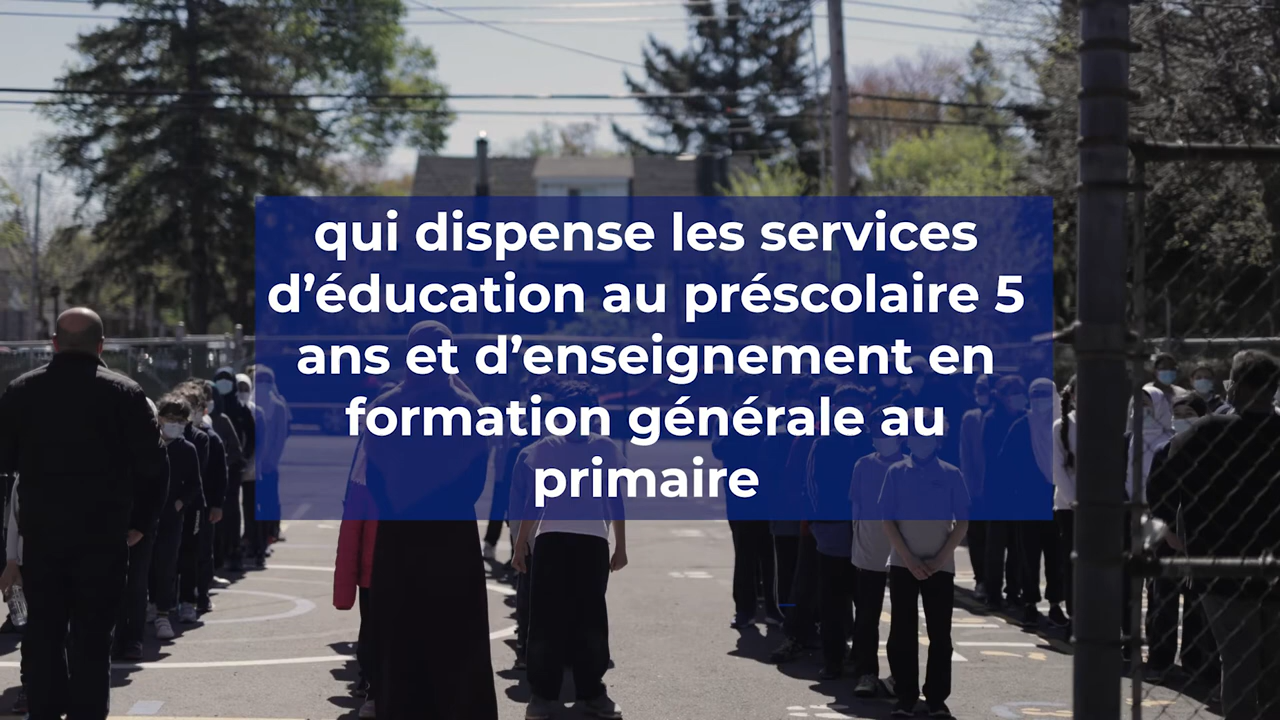 qui dispense les services
d’éducation au préscolaire 5
ans et d’enseignement en
formation générale au
primaire